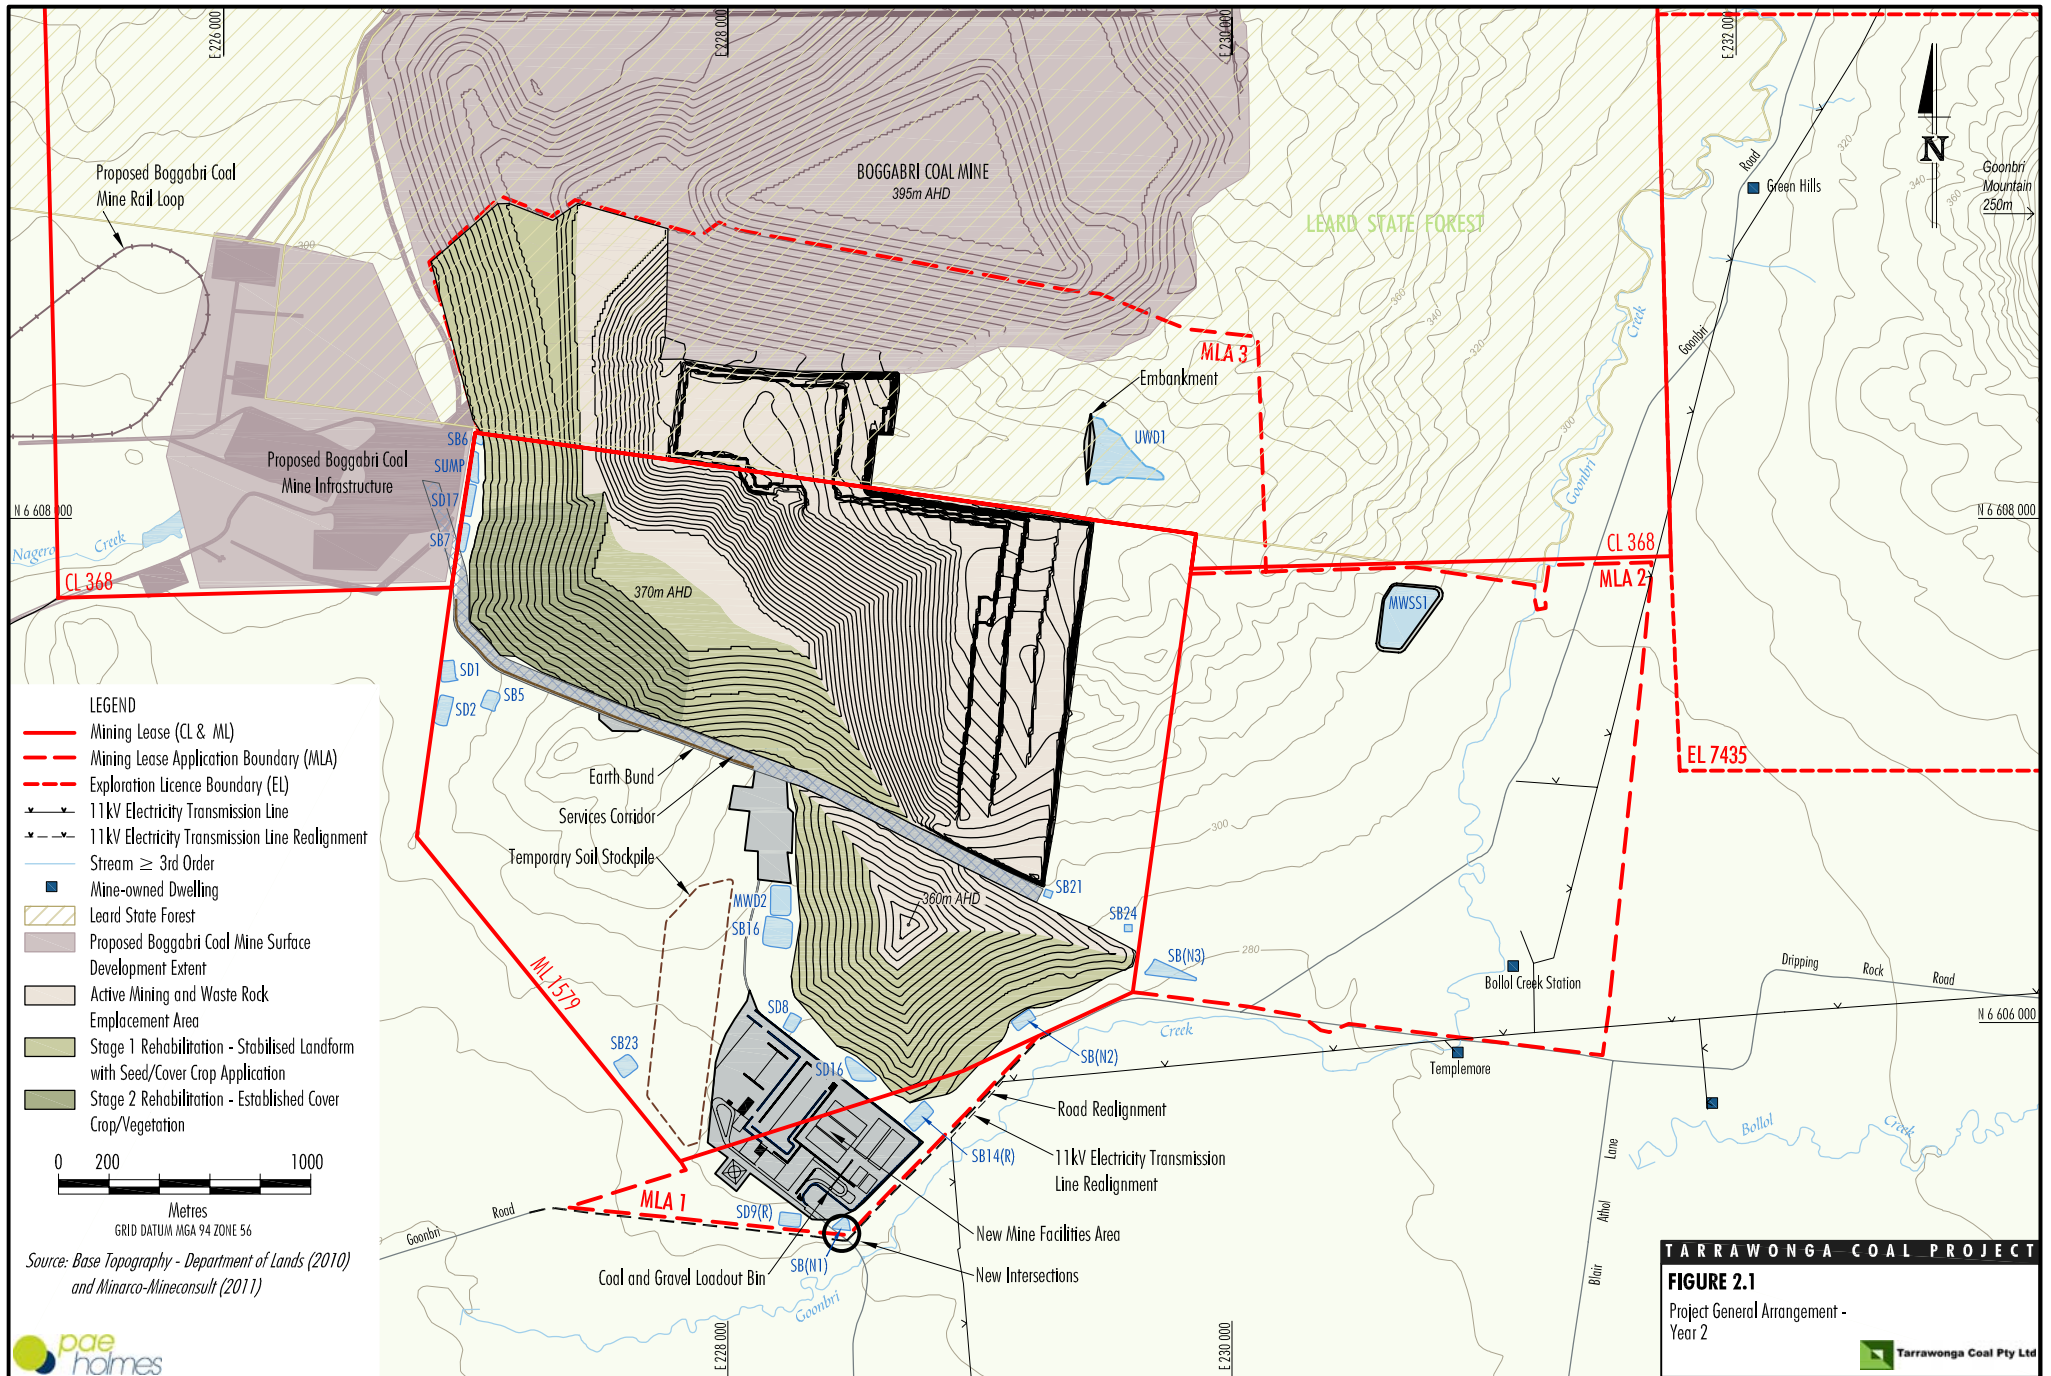 E 226 000
E 228 000
E 230 000
E 232 000
Proposed Boggabri Coal
Mine Rail Loop
BOGGABRI COAL MINE
395m AHD
LEARD STATE FOREST
Road
Green Hills
N
Goonbri
Mountain
250m
320
340
360
300
MLA 3
Embankment
UWD1
Creek
Goonbri
360
340
320
300
Goonbri
SB6
SUMP
SD17
SB7
Proposed Boggabri Coal
Mine Infrastructure
N 6 608 000
N 6 608 000
Nagero Creek
CL 368
CL 368
MLA 2
MWSS1
370m AHD
SD1
SD2
SB5
EL 7435
LEGEND
Mining Lease (CL & ML)
Mining Lease Application Boundary (MLA)
Exploration Licence Boundary (EL)
11kV Electricity Transmission Line
11kV Electricity Transmission Line Realignment
Stream ≥ 3rd Order
Mine-owned Dwelling
Leard State Forest
Proposed Boggabri Coal Mine Surface
Development Extent
Active Mining and Waste Rock
Emplacement Area
Stage 1 Rehabilitation - Stabilised Landform
with Seed/Cover Crop Application
Stage 2 Rehabilitation - Established Cover
Crop/Vegetation
0 200 1000
Metres
GRID DATUM MGA 94 ZONE 56
Source: Base Topography - Department of Lands (2010)
and Minarco-Mineconsult (2011)
pae
holmes
Earth Bund
Services Corridor
Temporary Soil Stockpile
MWD2
SB16
360m AHD
SB21
SB24
SB(N3)
300
280
ML 1579
SD8
SB23
SD16
SB(N2)
Creek
Bollol Creek Station
Dripping Rock Road
N 6 606 000
Templemore
Road Realignment
11kV Electricity Transmission
Line Realignment
SB14(R)
Bollol Creek
Blair Athol Lane
MLA 1
Goonbri Road
SD9(R)
SB(N1)
New Mine Facilities Area
New Intersections
Coal and Gravel Loadout Bin
Goonbri
E 228 000
E 230 000
TARRAWONGA COAL PROJECT
FIGURE 2.1
Project General Arrangement -
Year 2
Tarrawonga Coal Pty Ltd